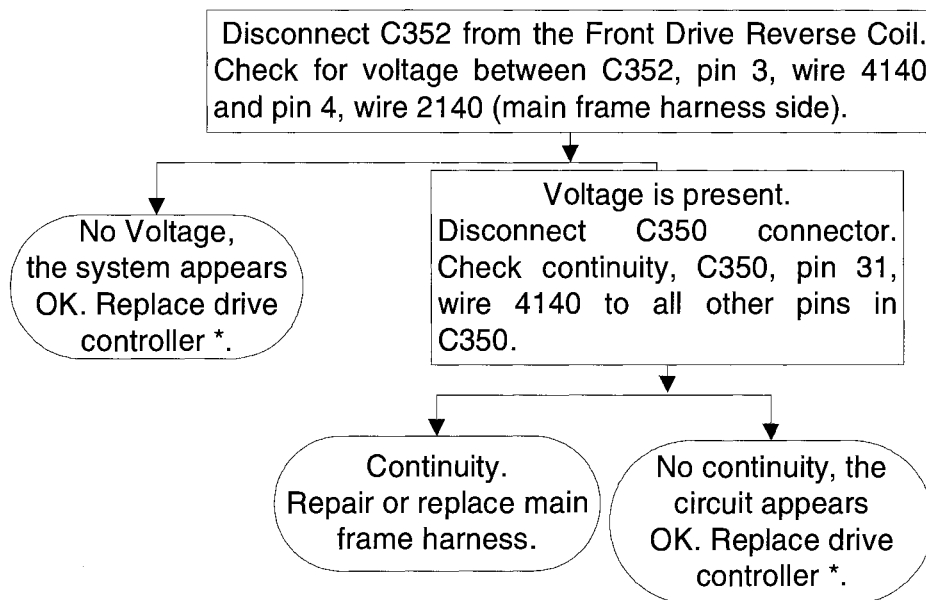 Disconnect C352 from the Front Drive Reverse Coil.
Check for voltage between C352, pin 3, wire 4140
and pin 4, wire 2140 (main frame harness side).
No Voltage,
the system appears
OK. Replace drive
controller *.
Voltage is present.
Disconnect C350 connector.
Check continuity, C350, pin 31,
wire 4140 to all other pins in
C350.
Continuity.
Repair or replace main
frame harness.
No continuity, the
circuit appears
OK. Replace drive
controller *.